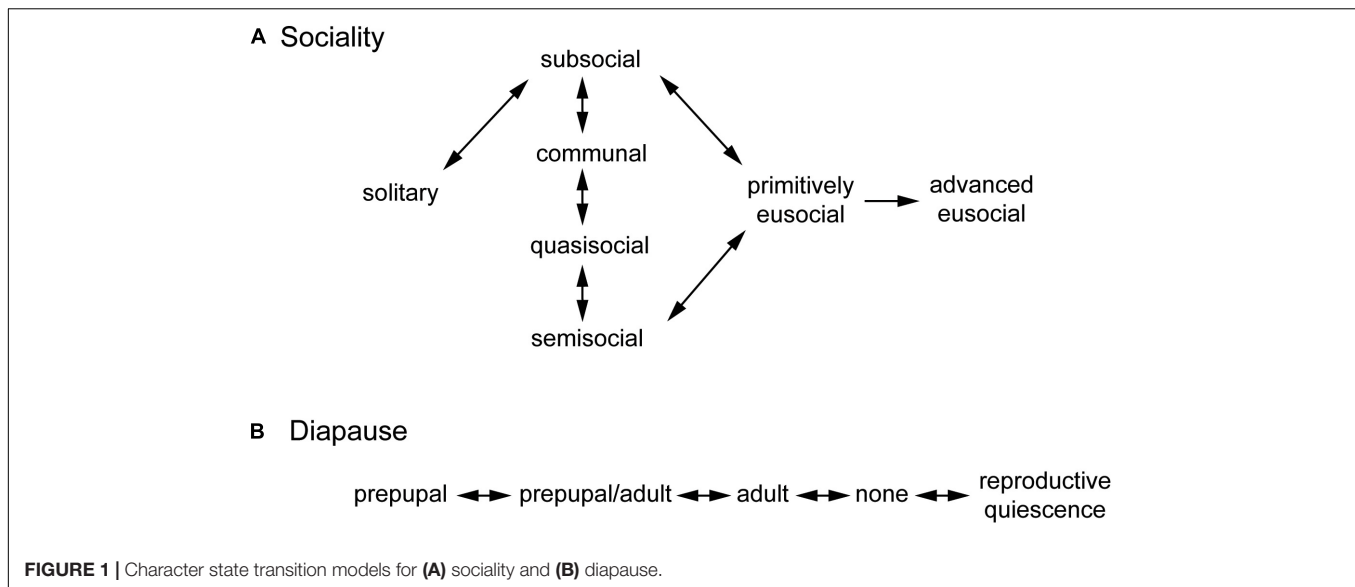 A Sociality
subsocial
communal
solitary
primitively
eusocial
advanced
eusocial
quasisocial
semisocial
B Diapause
prepupal
prepupal/adult
adult
none
reproductive
quiescence
FIGURE 1 | Character state transition models for (A) sociality and (B) diapause.